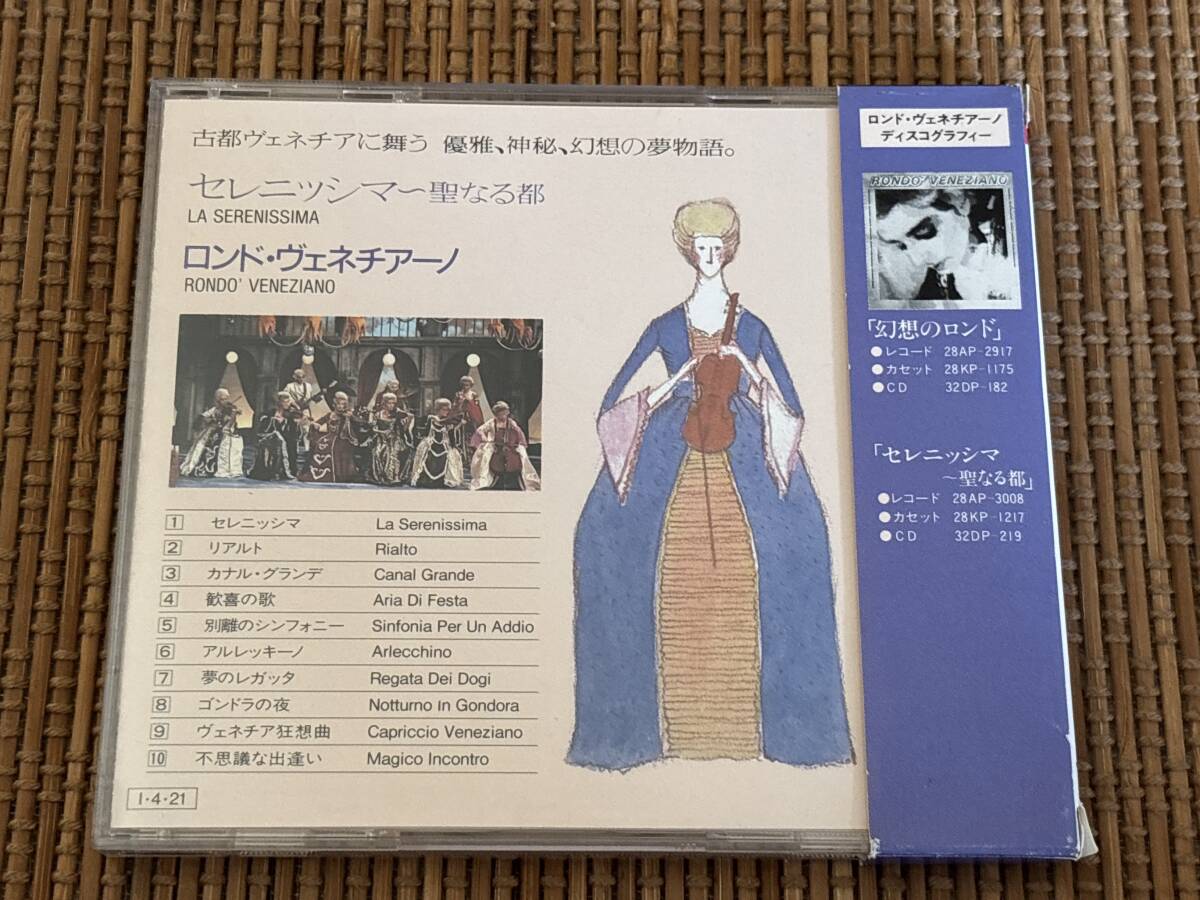 古都ヴェネチアに舞う 優雅、神秘、幻想の夢物語。
セレニッシマ〜聖なる都
LA SERENISSIMA
ロンド・ヴェネチアーノ
RONDO' VENEZIANO
1 セレニッシマ La Serenissima
2 リアルト Rialto
3 カナル・グランデ Canal Grande
4 歓喜の歌 Aria Di Festa
5 別離のシンフォニー Sinfonia Per Un Addio
6 アルレッキーノ Arlecchino
7 夢のレガッタ Regata Dei Dogi
8 ゴンドラの夜 Notturno in Gondora
9 ヴェネチア狂想曲 Capriccio Veneziano
10 不思議な出逢い Magico Incontro
I・4・21
ロンド・ヴェネチアーノ
ディスコグラフィー
RONDO' VENEZIANO
「幻想のロンド」
●レコード 28AP-2917
●カセット 28KP-1175
●CD 32DP-182
「セレニッシマ
〜聖なる都」
●レコード 28AP-3008
●カセット 28KP-1217
●CD 32DP-219